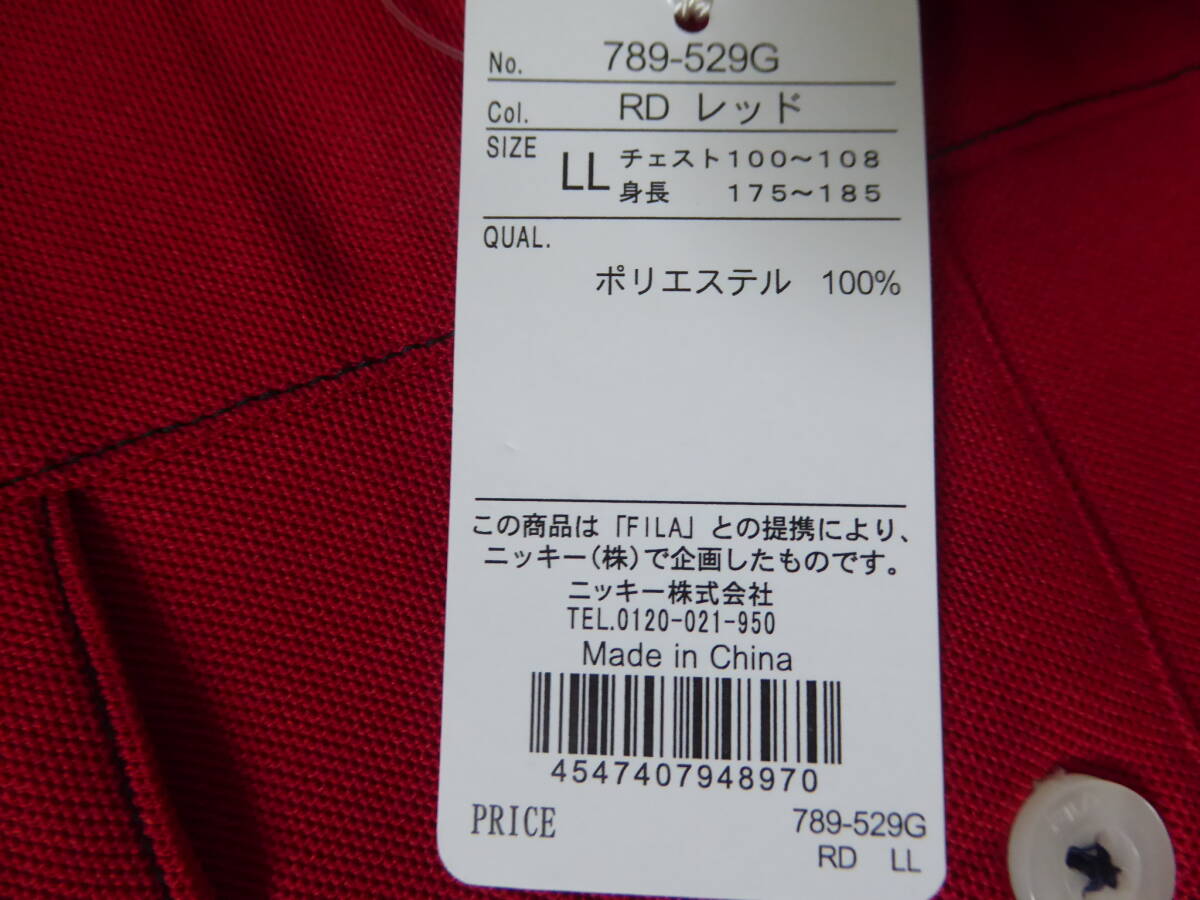 No. 789-529G
Col. RD レッド
SIZE LL チェスト100〜108
身長 175〜185
QUAL.
ポリエステル 100%
この商品は「FILA」との提携により、
ニッキー(株)で企画したものです。
ニッキー株式会社
TEL.0120-021-950
Made in China
4547407948970
PRICE 789-529G
RD LL